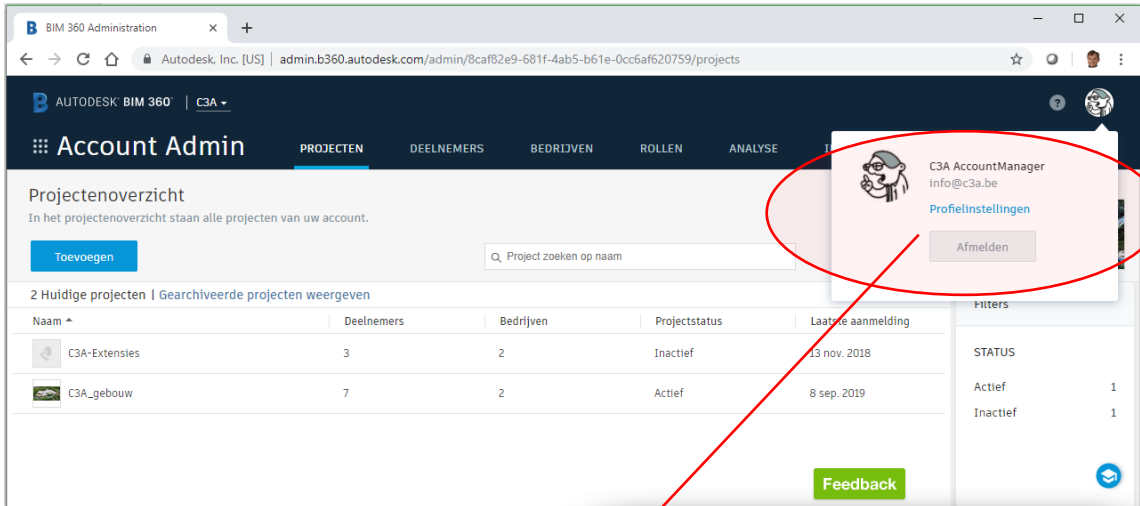 BIM 360 Administration
Autodesk, Inc. [US] | admin.b360.autodesk.com/admin/8caf82e9-681f-4ab5-b61e-0cc6af620759/projects
AUTODESK® BIM 360® | C3A
Account Admin PROJECTEN DEELNEMERS BEDRIJVEN ROLLEN ANALYSE
C3A AccountManager
info@c3a.be
Profielinstellingen
Afmelden
Projectenoverzicht
In het projectenoverzicht staan alle projecten van uw account.
Toevoegen Project zoeken op naam
2 Huidige projecten | Gearchiveerde projecten weergeven
Filters
Naam Deelnemers Bedrijven Projectstatus Laatste aanmelding
C3A-Extensies 3 2 Inactief 13 nov. 2018
C3A_gebouw 7 2 Actief 8 sep. 2019
STATUS
Actief 1
Inactief 1
Feedback